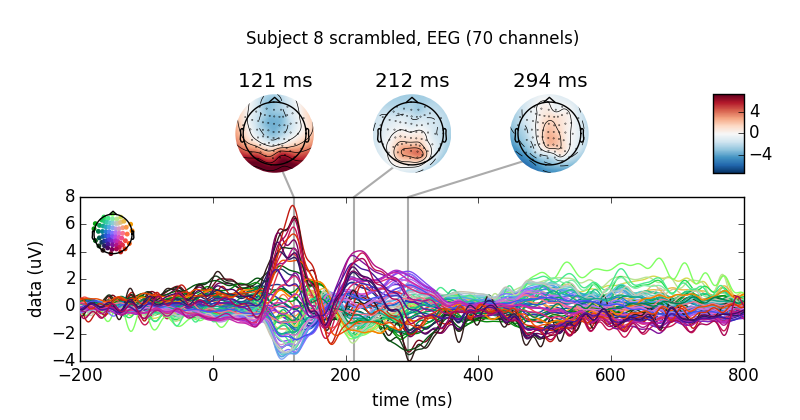 Subject 8 scrambled, EEG (70 channels)
121 ms 212 ms 294 ms
4
0
−4
8
6
4
2
0
−2
−4
data (uV)
−200 0 200 400 600 800
time (ms)